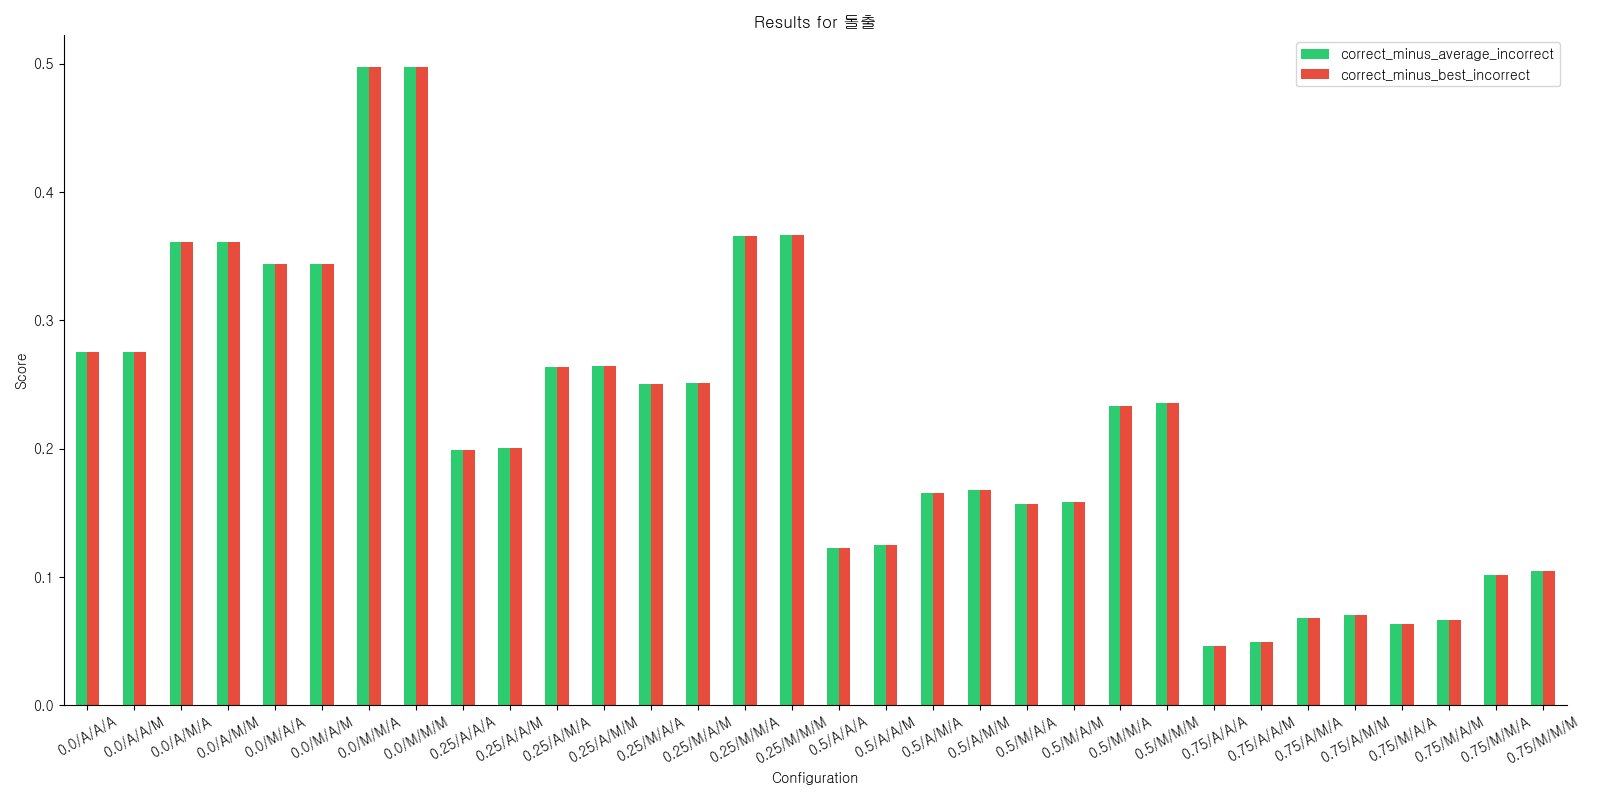 Results for 돌출
correct_minus_average_incorrect
correct_minus_best_incorrect
Score
0.5
0.4
0.3
0.2
0.1
0.0
0.0/A/A/A
0.0/A/A/M
0.0/A/M/A
0.0/A/M/M
0.0/M/A/A
0.0/M/A/M
0.0/M/M/A
0.0/M/M/M
0.25/A/A/A
0.25/A/A/M
0.25/A/M/A
0.25/A/M/M
0.25/M/A/A
0.25/M/A/M
0.25/M/M/A
0.25/M/M/M
0.5/A/A/A
0.5/A/A/M
0.5/A/M/A
0.5/A/M/M
0.5/M/A/A
0.5/M/A/M
0.5/M/M/A
0.5/M/M/M
0.75/A/A/A
0.75/A/A/M
0.75/A/M/A
0.75/A/M/M
0.75/M/A/A
0.75/M/A/M
0.75/M/M/A
0.75/M/M/M
Configuration